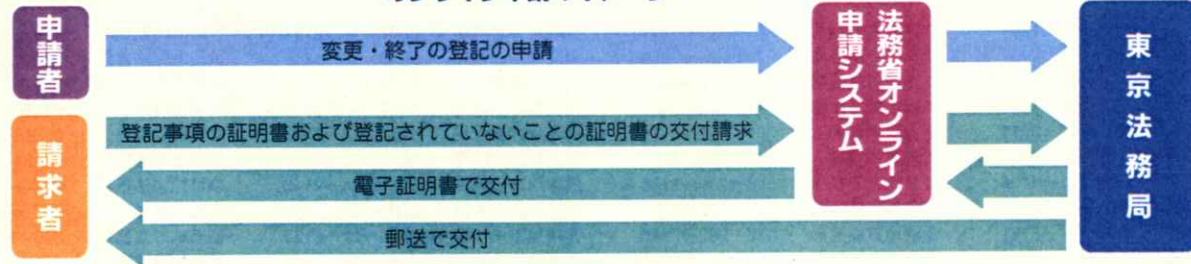 申請者
変更・終了の登記の申請
法務省オンライン
申請システム
東京法務局
請求者
登記事項の証明書および登記されていないことの証明書の交付請求
電子証明書で交付
郵送で交付